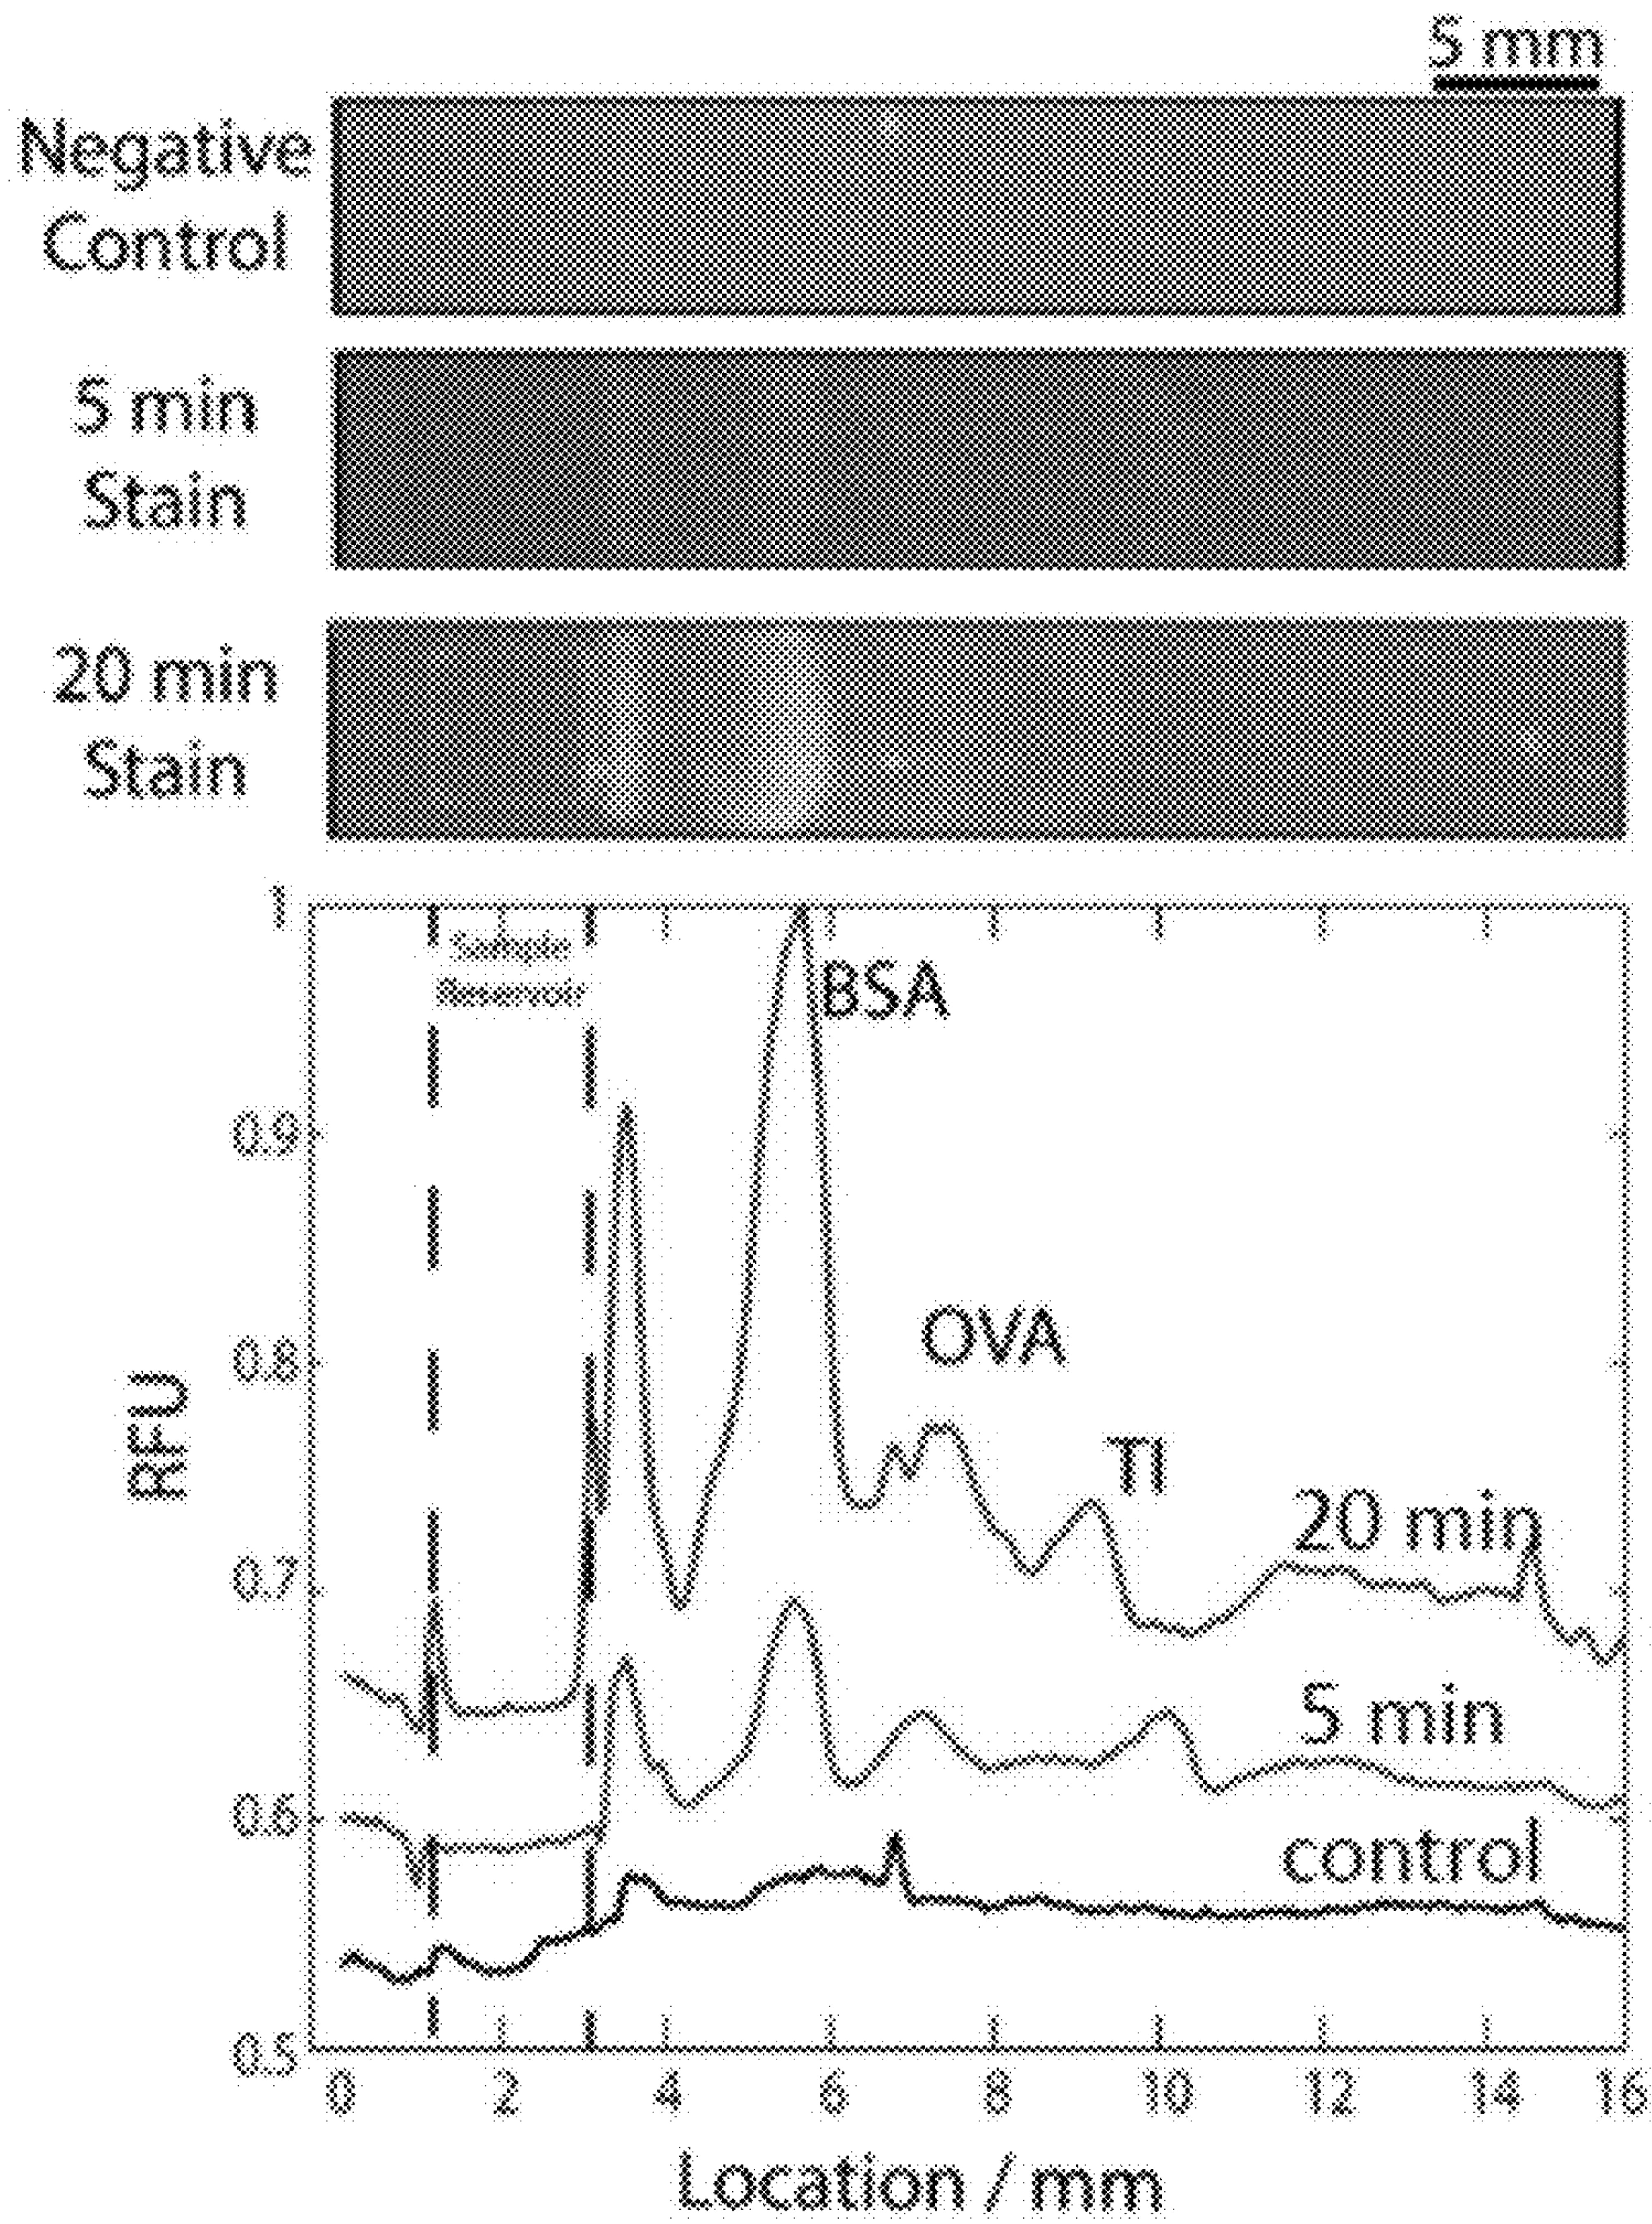 5 mm
Negative
Control
5 min
Stain
20 min
Stain
1
Sample
Reservoir
BSA
0.9
OVA
0.8
RFU
TI
20 min
0.7
5 min
0.6
control
0.5
0 2 4 6 8 10 12 14 16
Location / mm